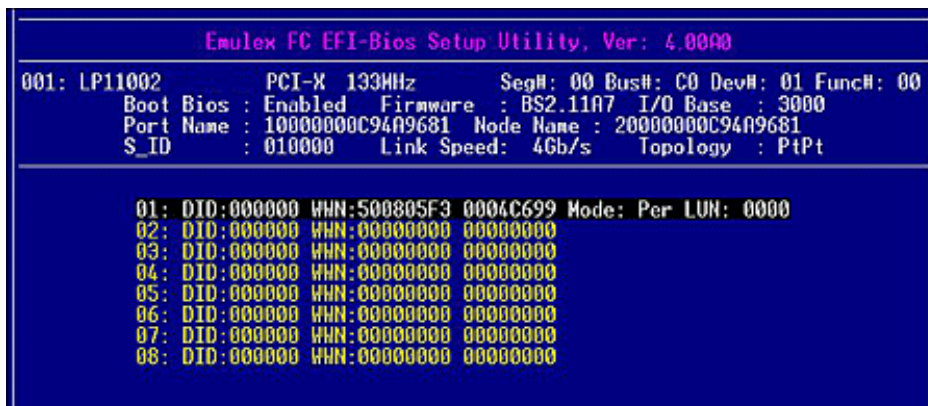 Emulex FC EFI-Bios Setup Utility, Ver: 4.00A0
001: LP11002 PCI-X 133MHz Seg#: 00 Bus#: C0 Dev#: 01 Func#: 00
Boot Bios : Enabled Firmware : BS2.11A7 I/O Base : 3000
Port Name : 10000000C94A9681 Node Name : 20000000C94A9681
S_ID : 010000 Link Speed: 4Gb/s Topology : PtPt
01: DID:000000 WWN:500805F3 0004C699 Mode: Per LUN: 0000
02: DID:000000 WWN:00000000 00000000
03: DID:000000 WWN:00000000 00000000
04: DID:000000 WWN:00000000 00000000
05: DID:000000 WWN:00000000 00000000
06: DID:000000 WWN:00000000 00000000
07: DID:000000 WWN:00000000 00000000
08: DID:000000 WWN:00000000 00000000